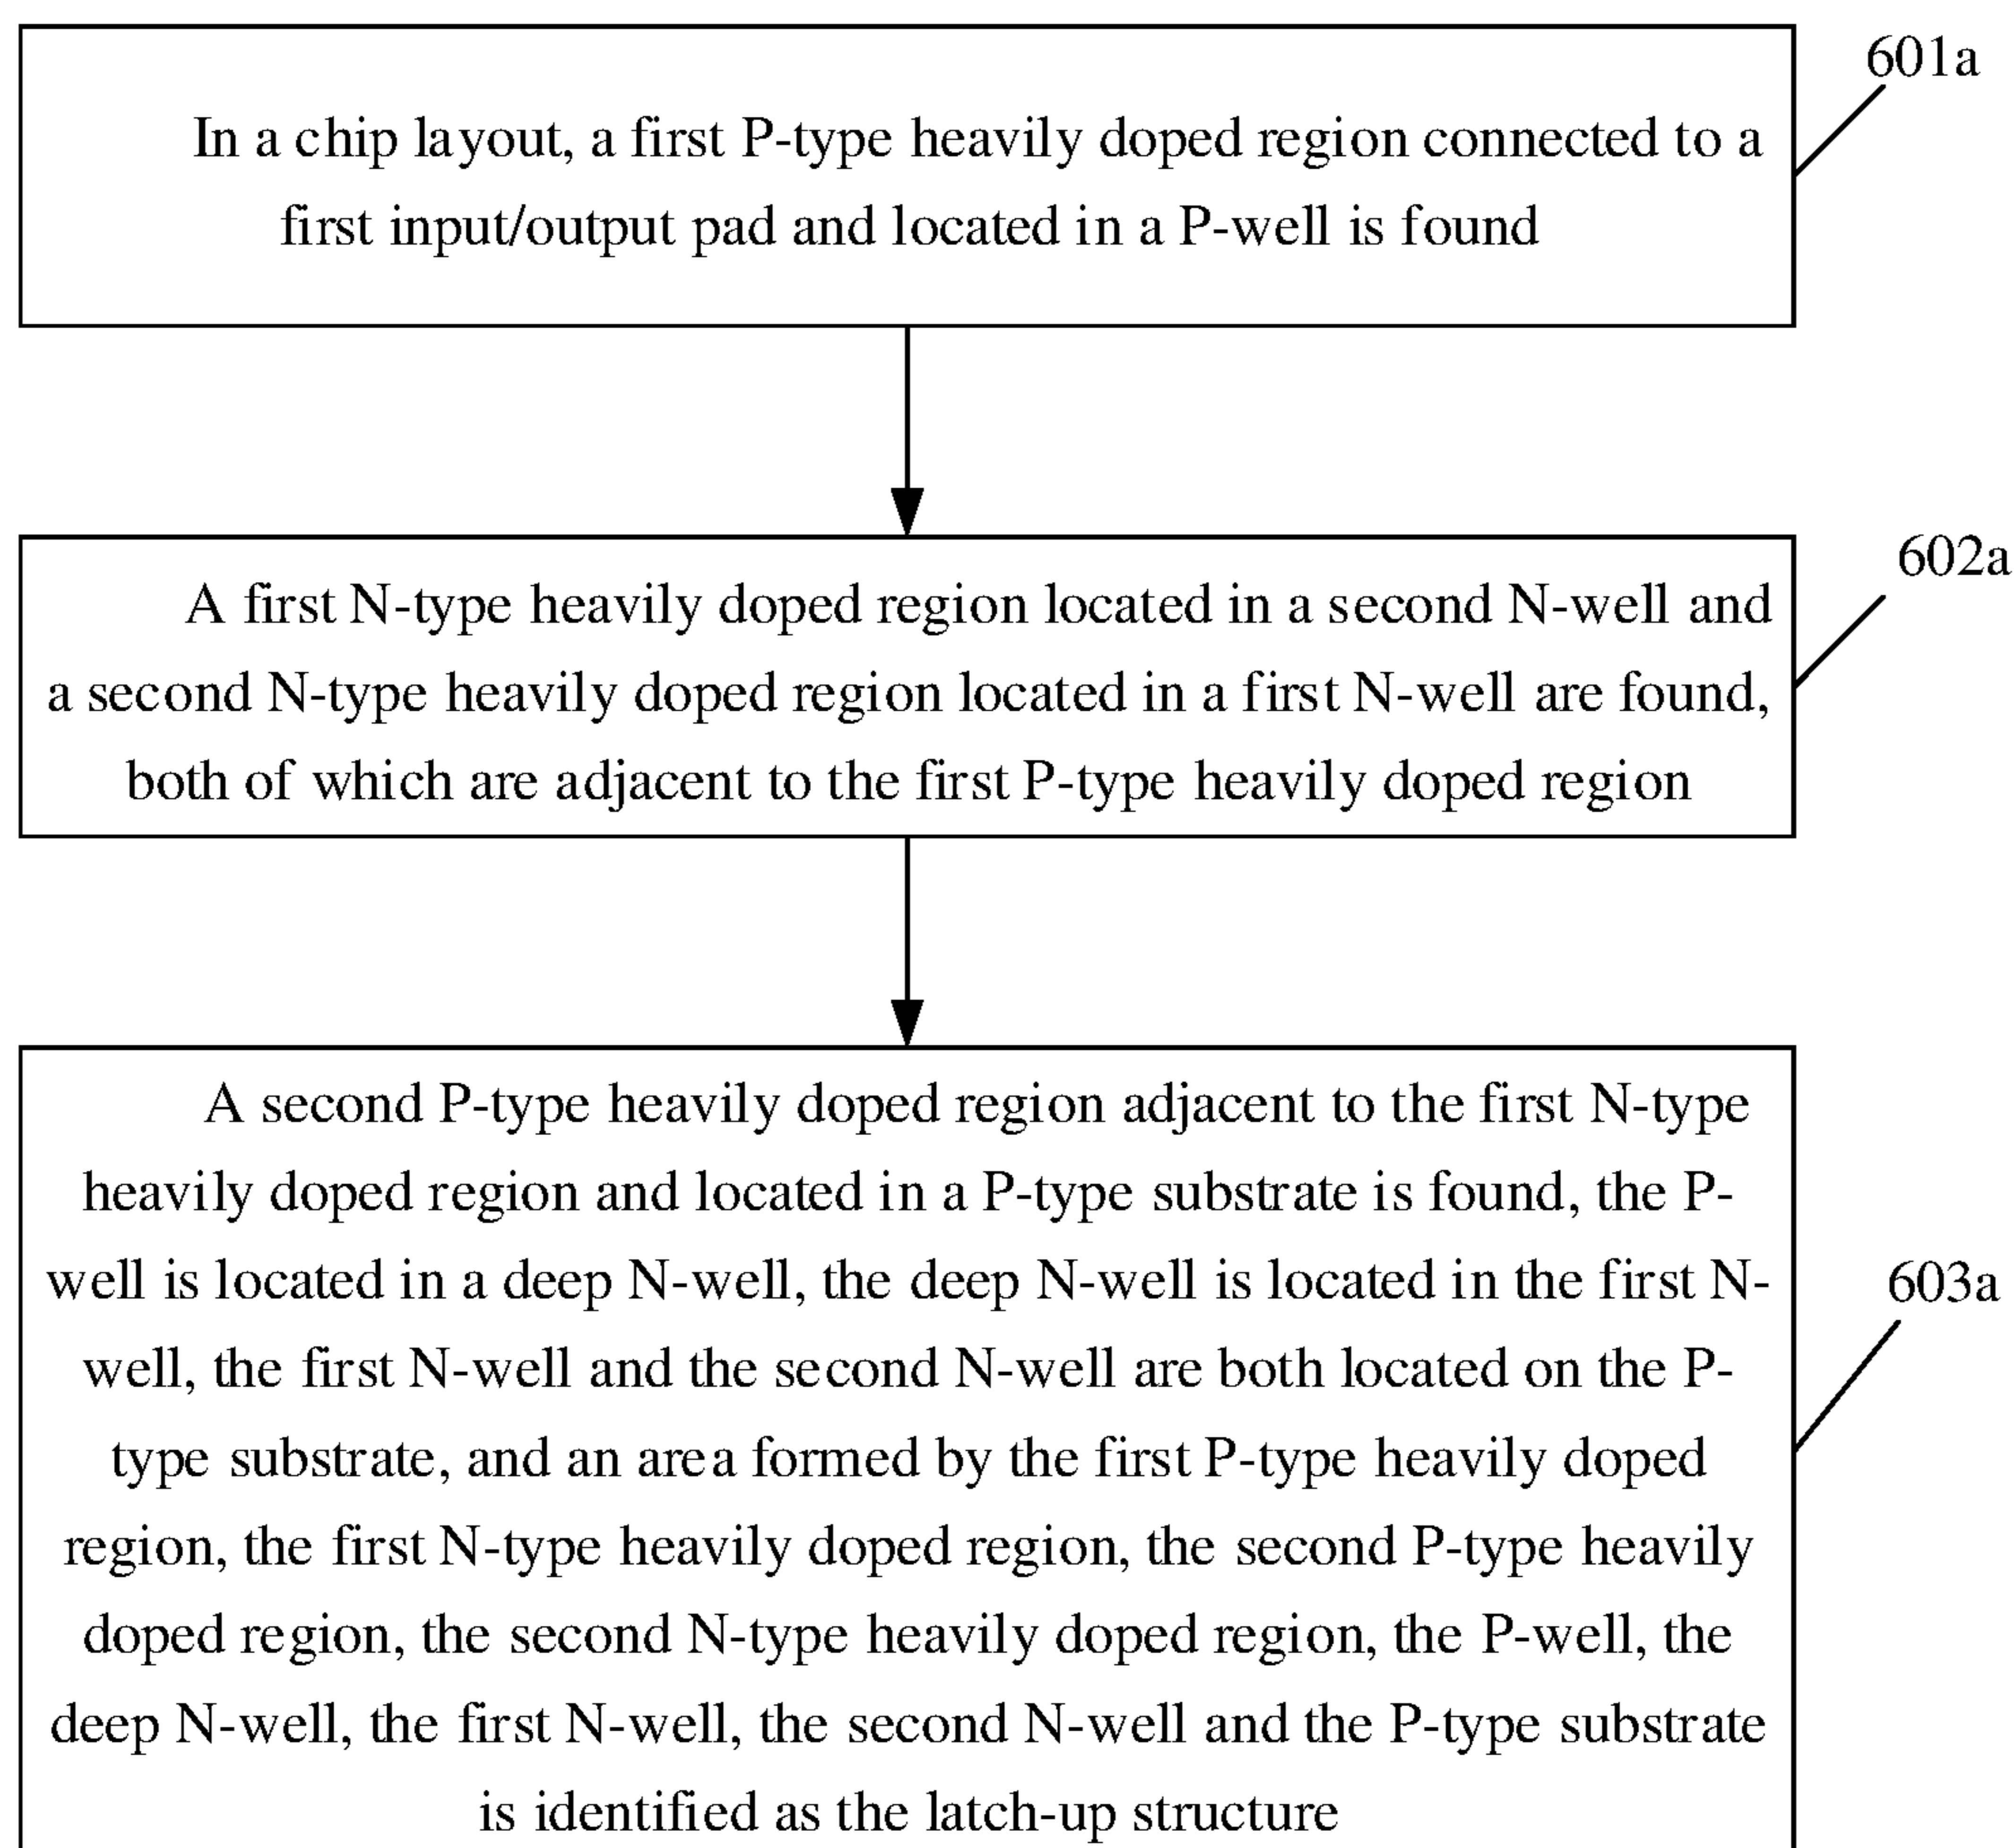 601a
In a chip layout, a first P-type heavily doped region connected to a
first input/output pad and located in a P-well is found
602a
A first N-type heavily doped region located in a second N-well and
a second N-type heavily doped region located in a first N-well are found,
both of which are adjacent to the first P-type heavily doped region
A second P-type heavily doped region adjacent to the first N-type
heavily doped region and located in a P-type substrate is found, the P-
well is located in a deep N-well, the deep N-well is located in the first N-
603a
well, the first N-well and the second N-well are both located on the P-
type substrate, and an area formed by the first P-type heavily doped
region, the first N-type heavily doped region, the second P-type heavily
doped region, the second N-type heavily doped region, the P-well, the
deep N-well, the first N-well, the second N-well and the P-type substrate
is identified as the latch-up structure